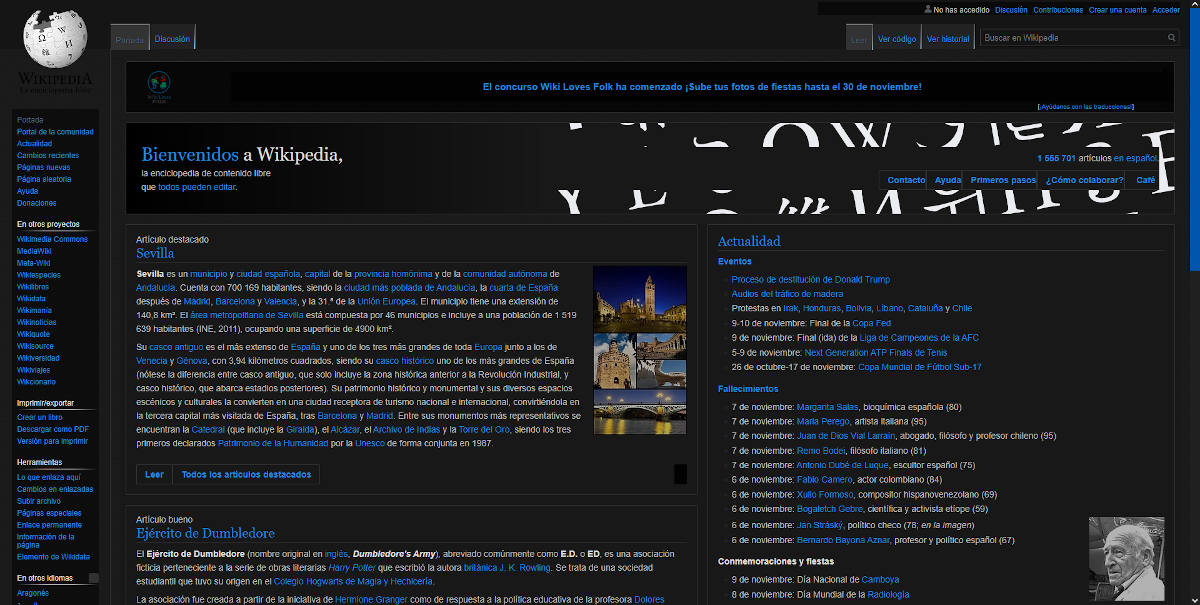 No ha accedido Discusión Contribuciones Crear una cuenta Acceder
Portada Discusión
Leer Ver código Ver historial Buscar en Wikipedia
WIKIPEDIA
La enciclopedia libre
Portada
Portal de la comunidad
Actualidad
Cambios recientes
Páginas nuevas
Página aleatoria
Ayuda
Donaciones
En otros proyectos
Wikimedia Commons
MediaWiki
Meta-Wiki
Wikispecies
Wikilibros
Wikidata
Wikimanía
Wikinoticias
Wikiquote
Wikisource
Wikiversidad
Wikiviajes
Wikcionario
Imprimir/exportar
Crear un libro
Descargar como PDF
Versión para imprimir
Herramientas
Lo que enlaza aquí
Cambios en enlazadas
Subir archivo
Páginas especiales
Enlace permanente
Información de la
página
Elemento de Wikidata
En otros idiomas
Aragonés
El concurso Wiki Loves Folk ha comenzado ¡Sube tus fotos de fiestas hasta el 30 de noviembre!
[¡Ayúdanos con las traducciones!]
Bienvenidos a Wikipedia,
la enciclopedia de contenido libre
que todos pueden editar.
1 556 701 artículos en español.
Contacto Ayuda Primeros pasos ¿Cómo colaborar? Café
Artículo destacado
Sevilla
Sevilla es un municipio y ciudad española, capital de la provincia homónima y de la comunidad autónoma de
Andalucía. Cuenta con 700 169 habitantes, siendo la ciudad más poblada de Andalucía, la cuarta de España
después de Madrid, Barcelona y Valencia, y la 31.ª de la Unión Europea. El municipio tiene una extensión de
140,8 km². El área metropolitana de Sevilla está compuesta por 46 municipios e incluye a una población de 1 519
639 habitantes (INE, 2011), ocupando una superficie de 4900 km².
Su casco antiguo es el más extenso de España y uno de los tres más grandes de toda Europa junto a los de
Venecia y Génova, con 3,94 kilómetros cuadrados, siendo su casco histórico uno de los más grandes de España
(nótese la diferencia entre casco antiguo, que solo incluye la zona histórica anterior a la Revolución Industrial, y
casco histórico, que abarca estadios posteriores). Su patrimonio histórico y monumental y sus diversos espacios
escénicos y culturales la convierten en una ciudad receptora de turismo nacional e internacional, convirtiéndola en
la tercera capital más visitada de España, tras Barcelona y Madrid. Entre sus monumentos más representativos se
encuentran la Catedral (que incluye la Giralda), el Alcázar, el Archivo de Indias y la Torre del Oro, siendo los tres
primeros declarados Patrimonio de la Humanidad por la Unesco de forma conjunta en 1987.
Leer Todos los artículos destacados
Artículo bueno
Ejército de Dumbledore
El Ejército de Dumbledore (nombre original en inglés, Dumbledore's Army), abreviado comúnmente como E.D. o ED, es una asociación
ficticia perteneciente a la serie de obras literarias Harry Potter que escribió la autora británica J. K. Rowling. Se trata de una sociedad
estudiantil que tuvo su origen en el Colegio Hogwarts de Magia y Hechicería.
La asociación fue creada a partir de la iniciativa de Hermione Granger como de respuesta a la política educativa de la profesora Dolores
Actualidad
Eventos
Proceso de destitución de Donald Trump
Audios del tráfico de madera
Protestas en Irak, Honduras, Bolivia, Líbano, Cataluña y Chile
9-10 de noviembre: Final de la Copa Fed
9 de noviembre: Final (ida) de la Liga de Campeones de la AFC
5-9 de noviembre: Next Generation ATP Finals de Tenis
26 de octubre-17 de noviembre: Copa Mundial de Fútbol Sub-17
Fallecimientos
7 de noviembre: Margarita Salas, bioquímica española (80)
7 de noviembre: Maria Perego, artista italiana (95)
7 de noviembre: Juan de Dios Vial Larraín, abogado, filósofo y profesor chileno (95)
7 de noviembre: Remo Bodei, filósofo italiano (81)
7 de noviembre: Antonio Dubé de Luque, escultor español (75)
6 de noviembre: Fabio Camero, actor colombiano (84)
6 de noviembre: Xulio Formoso, compositor hispanovenezolano (69)
6 de noviembre: Bogaletch Gebre, científica y activista etíope (59)
6 de noviembre: Jan Stráský, político checo (78; en la imagen)
6 de noviembre: Bernardo Bayona Aznar, profesor y político español (67)
Conmemoraciones y fiestas
9 de noviembre: Día Nacional de Camboya
8 de noviembre: Día Mundial de la Radiología